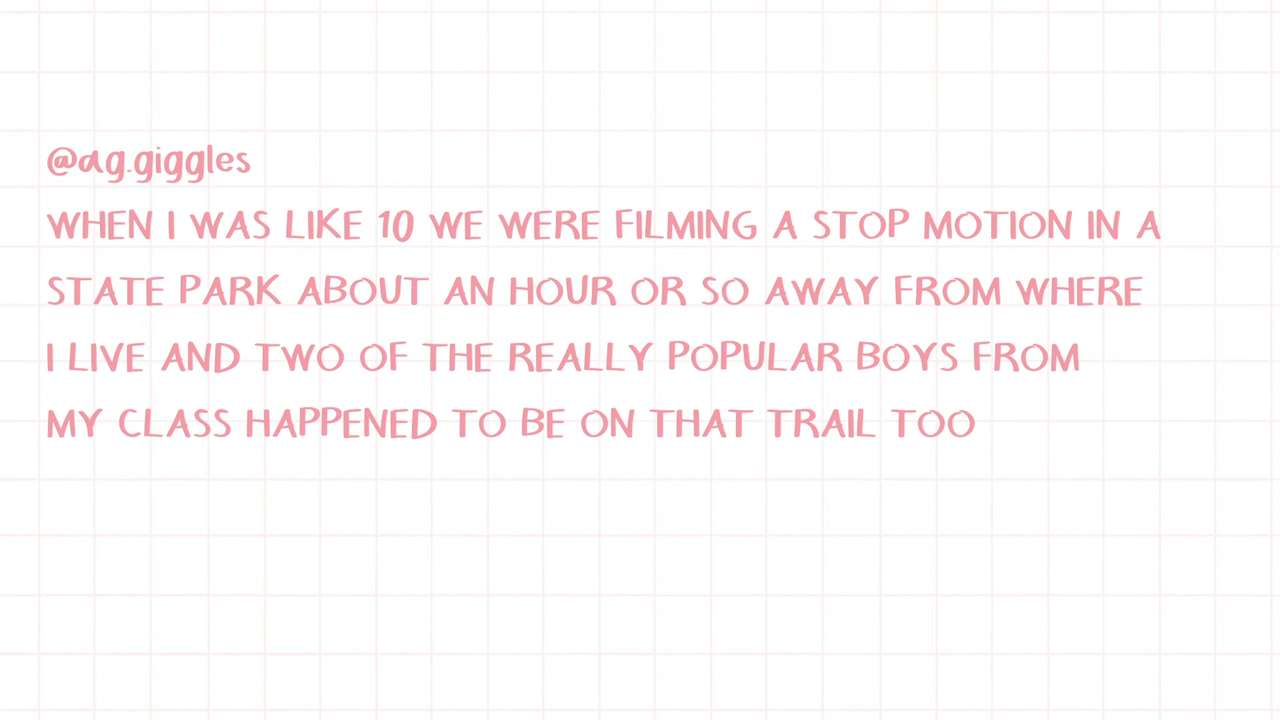 @ag.giggles
WHEN I WAS LIKE 10 WE WERE FILMING A STOP MOTION IN A
STATE PARK ABOUT AN HOUR OR SO AWAY FROM WHERE
I LIVE AND TWO OF THE REALLY POPULAR BOYS FROM
MY CLASS HAPPENED TO BE ON THAT TRAIL TOO